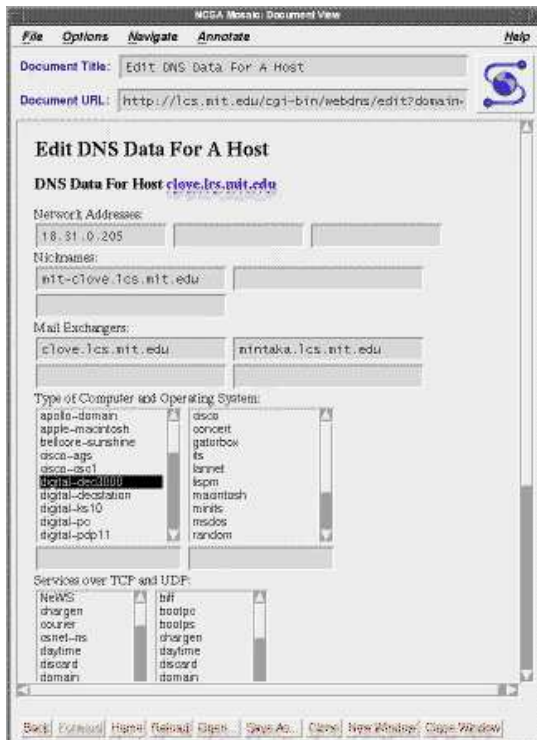 NCSA Mosaic: Document View
File Options Navigate Annotate Help
Document Title: Edit DNS Data For A Host
Document URL: http://lcs.mit.edu/cgi-bin/webdns/edit?domain=
Edit DNS Data For A Host
DNS Data For Host clove.lcs.mit.edu
Network Addresses:
18.31.0.205
Nicknames:
mit-clove.lcs.mit.edu
Mail Exchangers:
clove.lcs.mit.edu mintaka.lcs.mit.edu
Type of Computer and Operating System:
apollo-domain cisco
apple-macintosh concert
bellcore-sunshine gatorbox
cisco-ags its
cisco-csc1 lannet
digital-dec3000 lispm
digital-decstation macintosh
digital-ks10 minits
digital-pc msdos
digital-pdp11 random
Services over TCP and UDP:
NeWS biff
chargen bootpc
courier bootps
csnet-ns chargen
daytime daytime
discard discard
domain domain
Back Forward Home Reload Open... Save As... Clone New Window Close Window